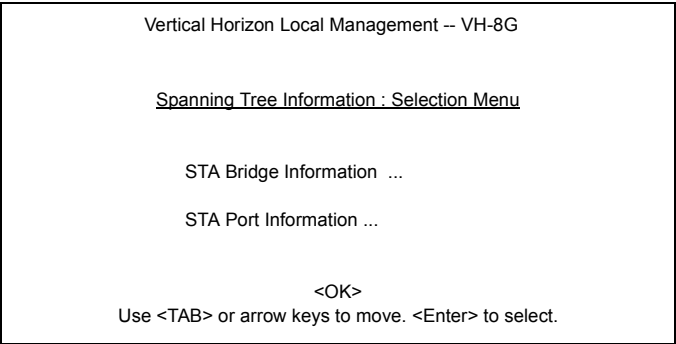 Vertical Horizon Local Management -- VH-8G
Spanning Tree Information : Selection Menu
STA Bridge Information  ...
STA Port Information ...
<OK>
Use <TAB> or arrow keys to move. <Enter> to select.